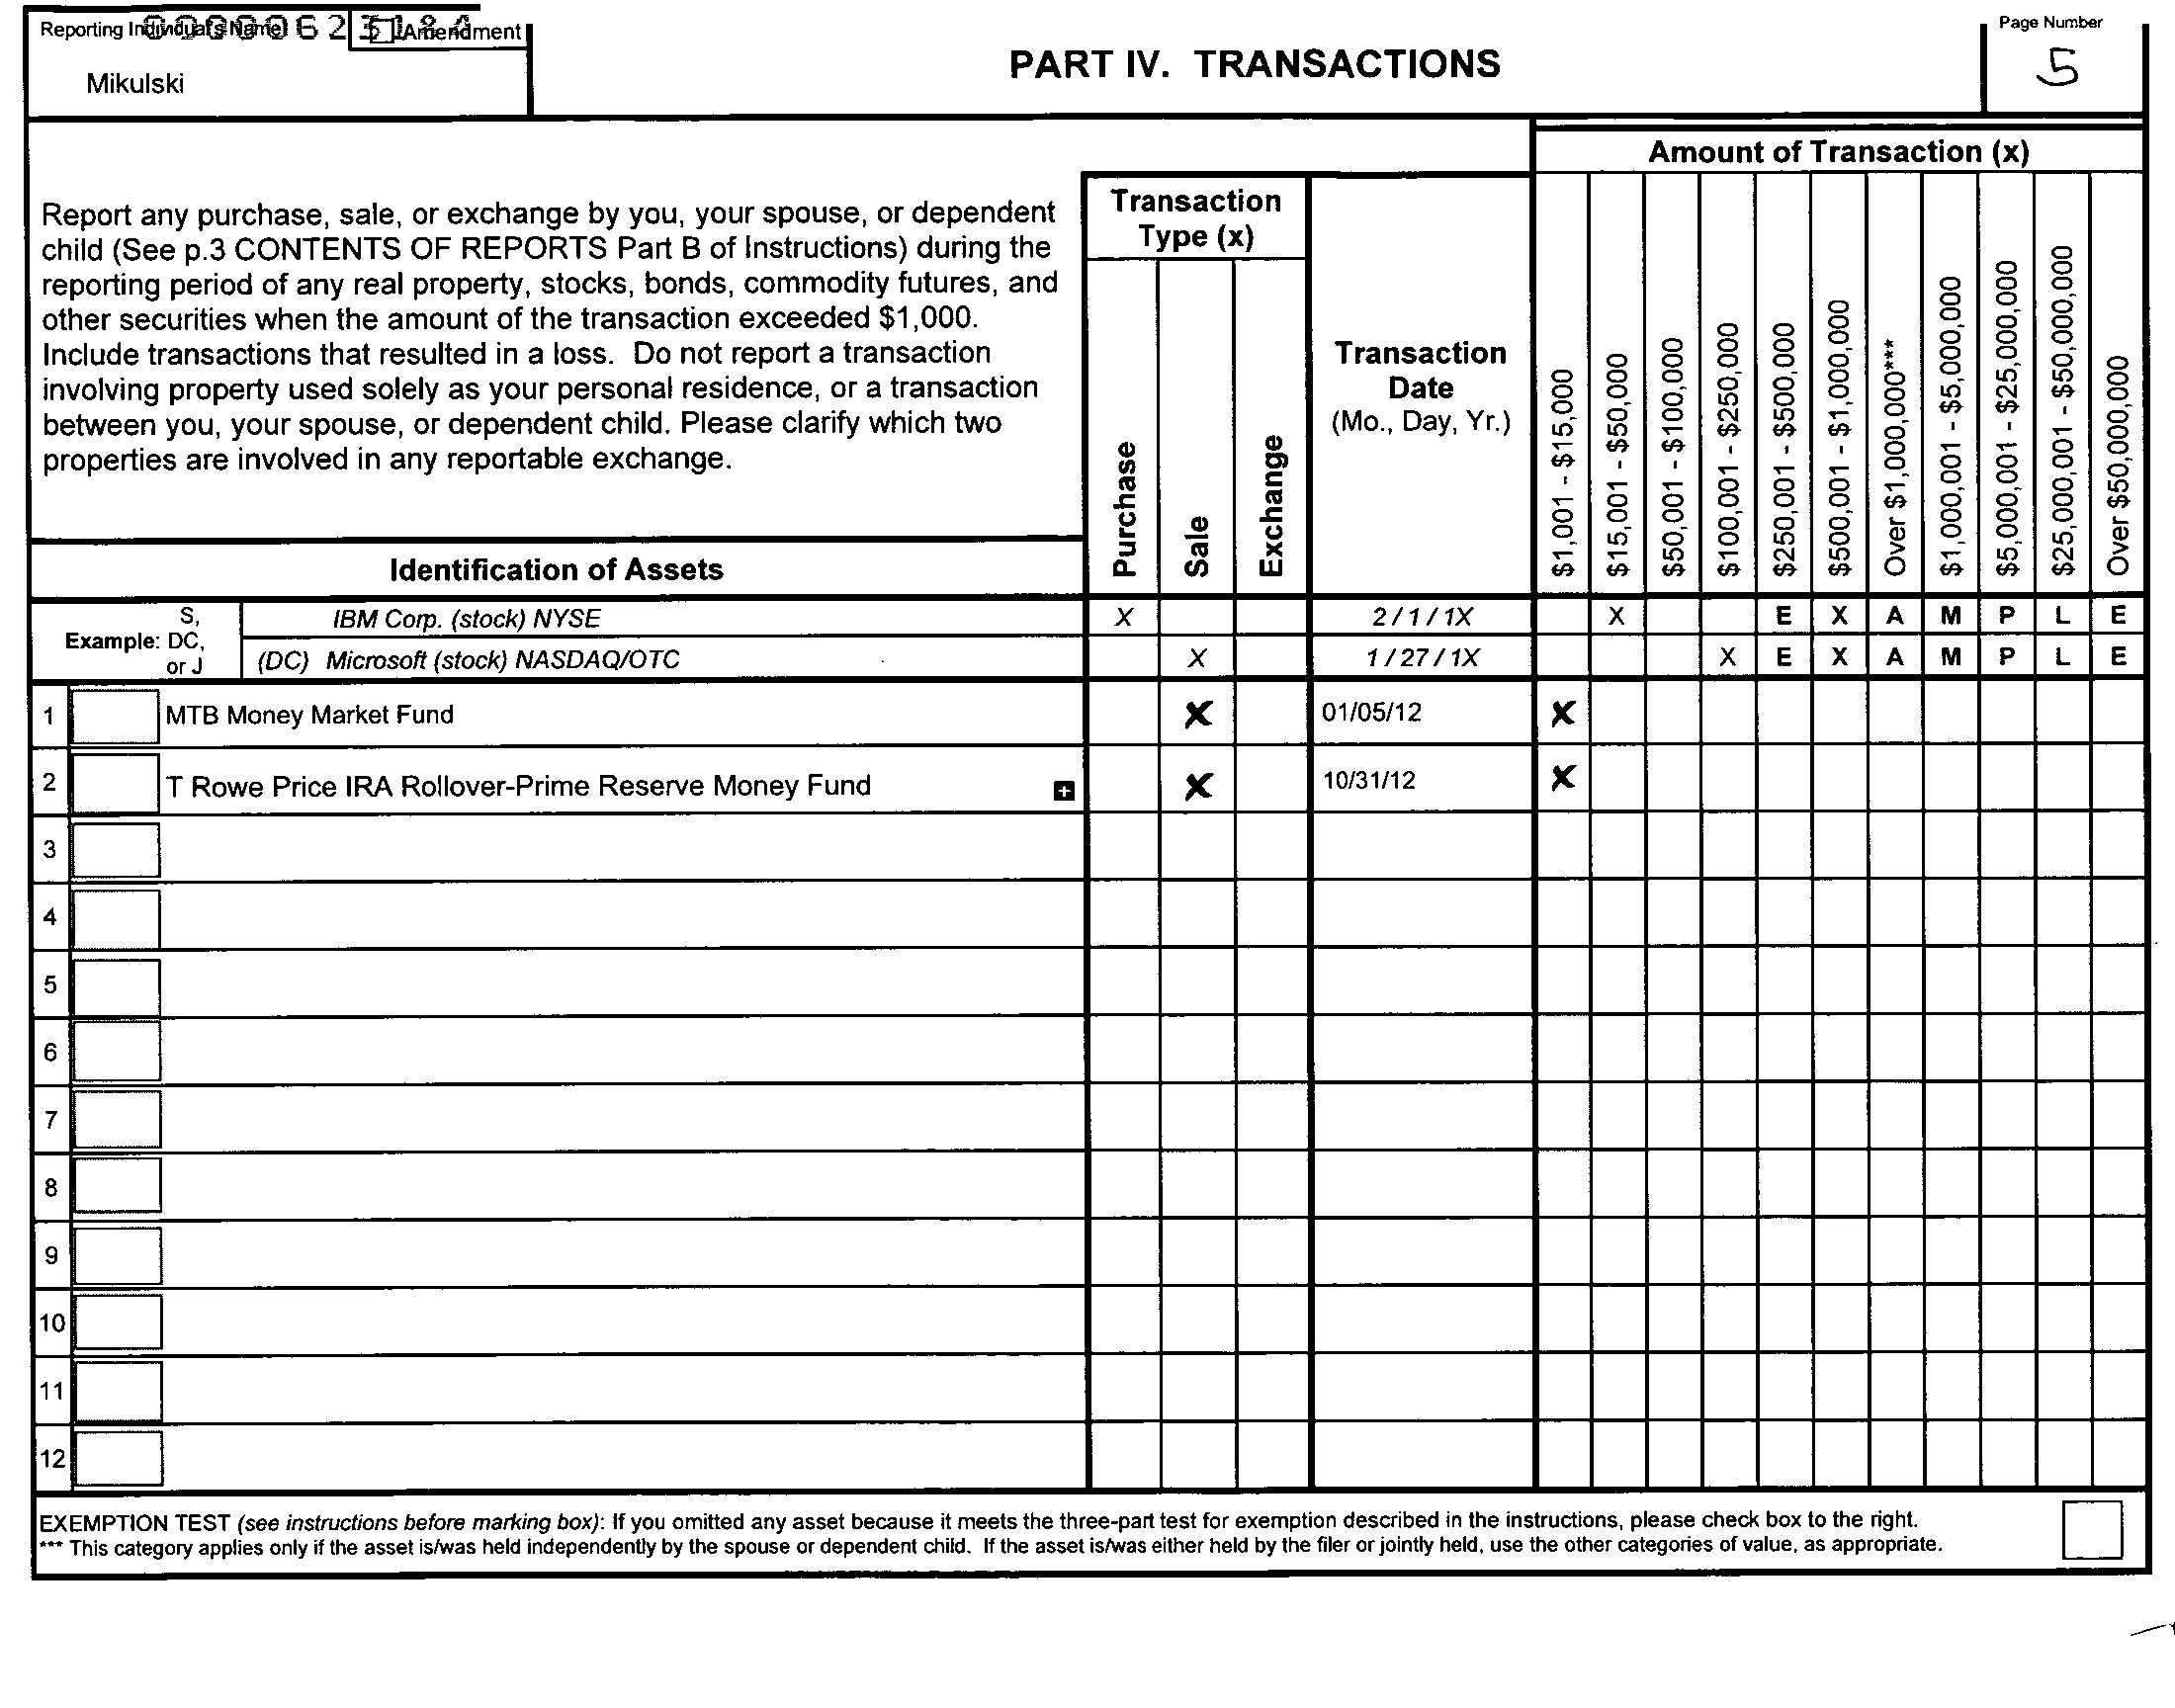 Reporting Individual's Name
Amendment
Mikulski
PART IV. TRANSACTIONS
Page Number
5
Report any purchase, sale, or exchange by you, your spouse, or dependent
child (See p.3 CONTENTS OF REPORTS Part B of Instructions) during the
reporting period of any real property, stocks, bonds, commodity futures, and
other securities when the amount of the transaction exceeded $1,000.
Include transactions that resulted in a loss. Do not report a transaction
involving property used solely as your personal residence, or a transaction
between you, your spouse, or dependent child. Please clarify which two
properties are involved in any reportable exchange.
Identification of Assets
Transaction
Type (x)
Purchase
Sale
Exchange
Transaction
Date
(Mo., Day, Yr.)
Amount of Transaction (x)
$1,001 - $15,000
$15,001 - $50,000
$50,001 - $100,000
$100,001 - $250,000
$250,001 - $500,000
$500,001 - $1,000,000
Over $1,000,000***
$1,000,001 - $5,000,000
$5,000,001 - $25,000,000
$25,000,001 - $50,000,000
Over $50,000,000
Example:
S,
DC,
or J
IBM Corp. (stock) NYSE X 2 / 1 / 1X X E X A M P L E
(DC) Microsoft (stock) NASDAQ/OTC X 1 / 27 / 1X X E X A M P L E
1 MTB Money Market Fund X 01/05/12 X
2 T Rowe Price IRA Rollover-Prime Reserve Money Fund + X 10/31/12 X
3
4
5
6
7
8
9
10
11
12
EXEMPTION TEST (see instructions before marking box): If you omitted any asset because it meets the three-part test for exemption described in the instructions, please check box to the right.
*** This category applies only if the asset is/was held independently by the spouse or dependent child. If the asset is/was either held by the filer or jointly held, use the other categories of value, as appropriate.